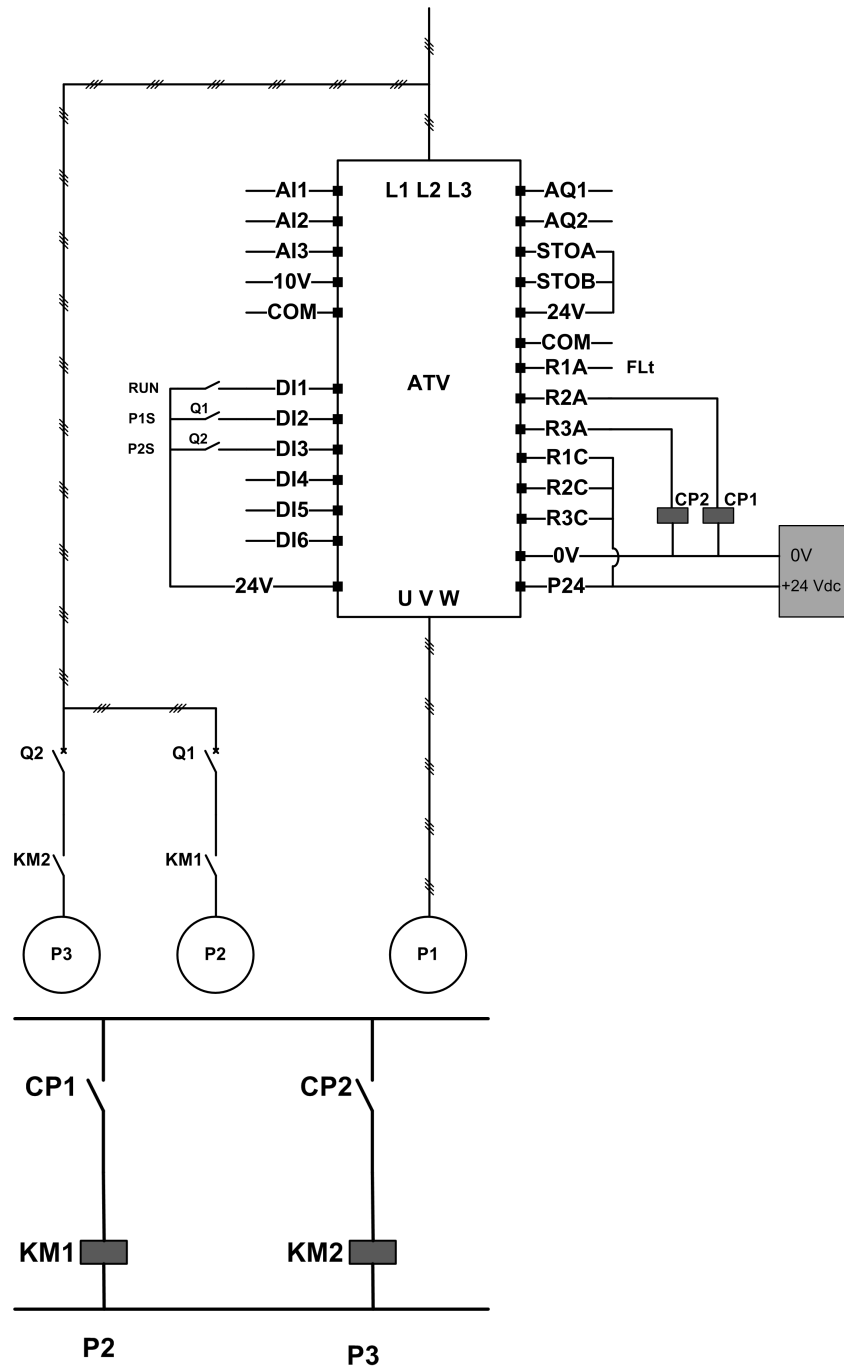 L1 L2 L3
AI1
AI2
AI3
10V
COM
AQ1
AQ2
STOA
STOB
24V
COM
ATV
RUN
DI1
P1S
Q1
DI2
P2S
Q2
DI3
DI4
DI5
DI6
24V
R1A
FLt
R2A
R3A
R1C
R2C
R3C
CP2
CP1
0V
P24
0V
+24 Vdc
U V W
Q2
Q1
KM2
KM1
P3
P2
P1
CP1
CP2
KM1
KM2
P2
P3